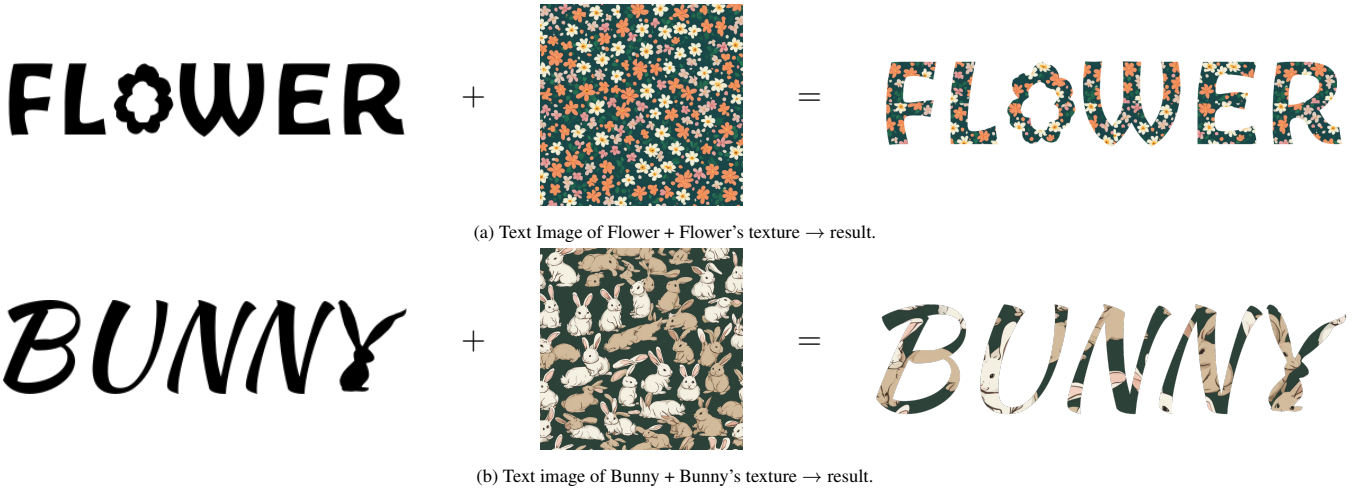 FLOWER + = FLOWER
(a) Text Image of Flower + Flower's texture → result.
BUNNY + = BUNNY
(b) Text image of Bunny + Bunny's texture → result.